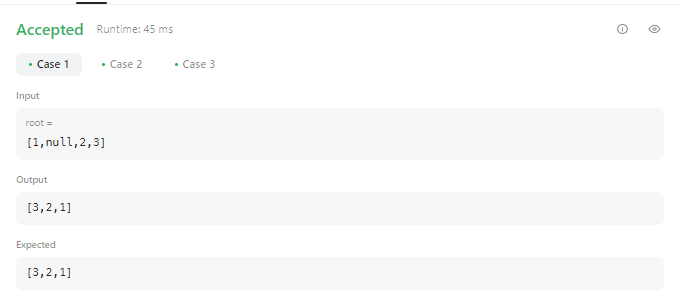 Accepted Runtime: 45 ms
• Case 1 • Case 2 • Case 3
Input
root =
[1,null,2,3]
Output
[3,2,1]
Expected
[3,2,1]